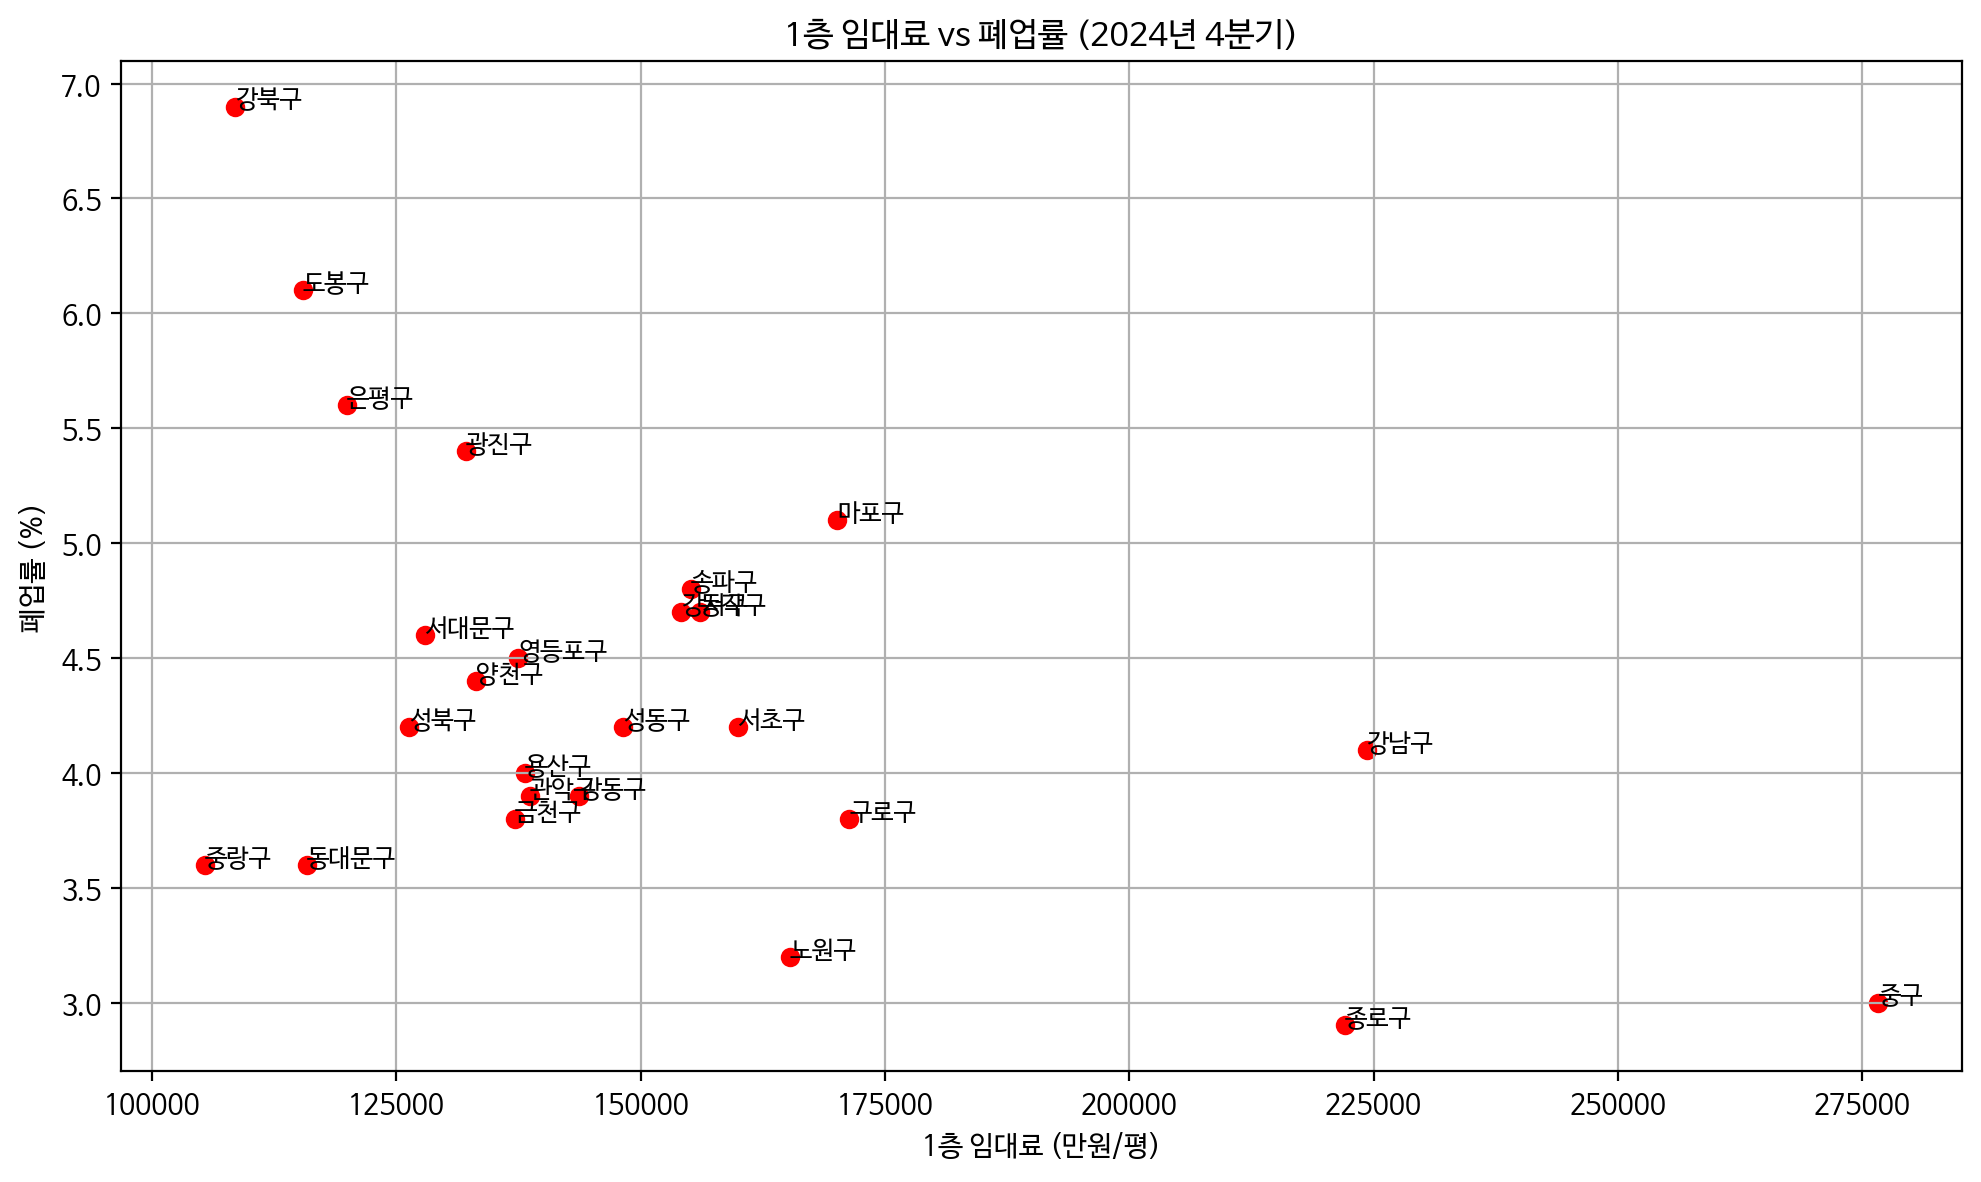 1층 임대료 vs 폐업률 (2024년 4분기)
7.0
6.5
6.0
5.5
5.0
4.5
4.0
3.5
3.0
폐업률 (%)
강북구
도봉구
은평구
광진구
마포구
송파구
서대문구
영등포구
양천구
성북구
성동구
서초구
강남구
용산구
관악구
강동구
금천구
구로구
중랑구
동대문구
노원구
중구
종로구
100000 125000 150000 175000 200000 225000 250000 275000
1층 임대료 (만원/평)